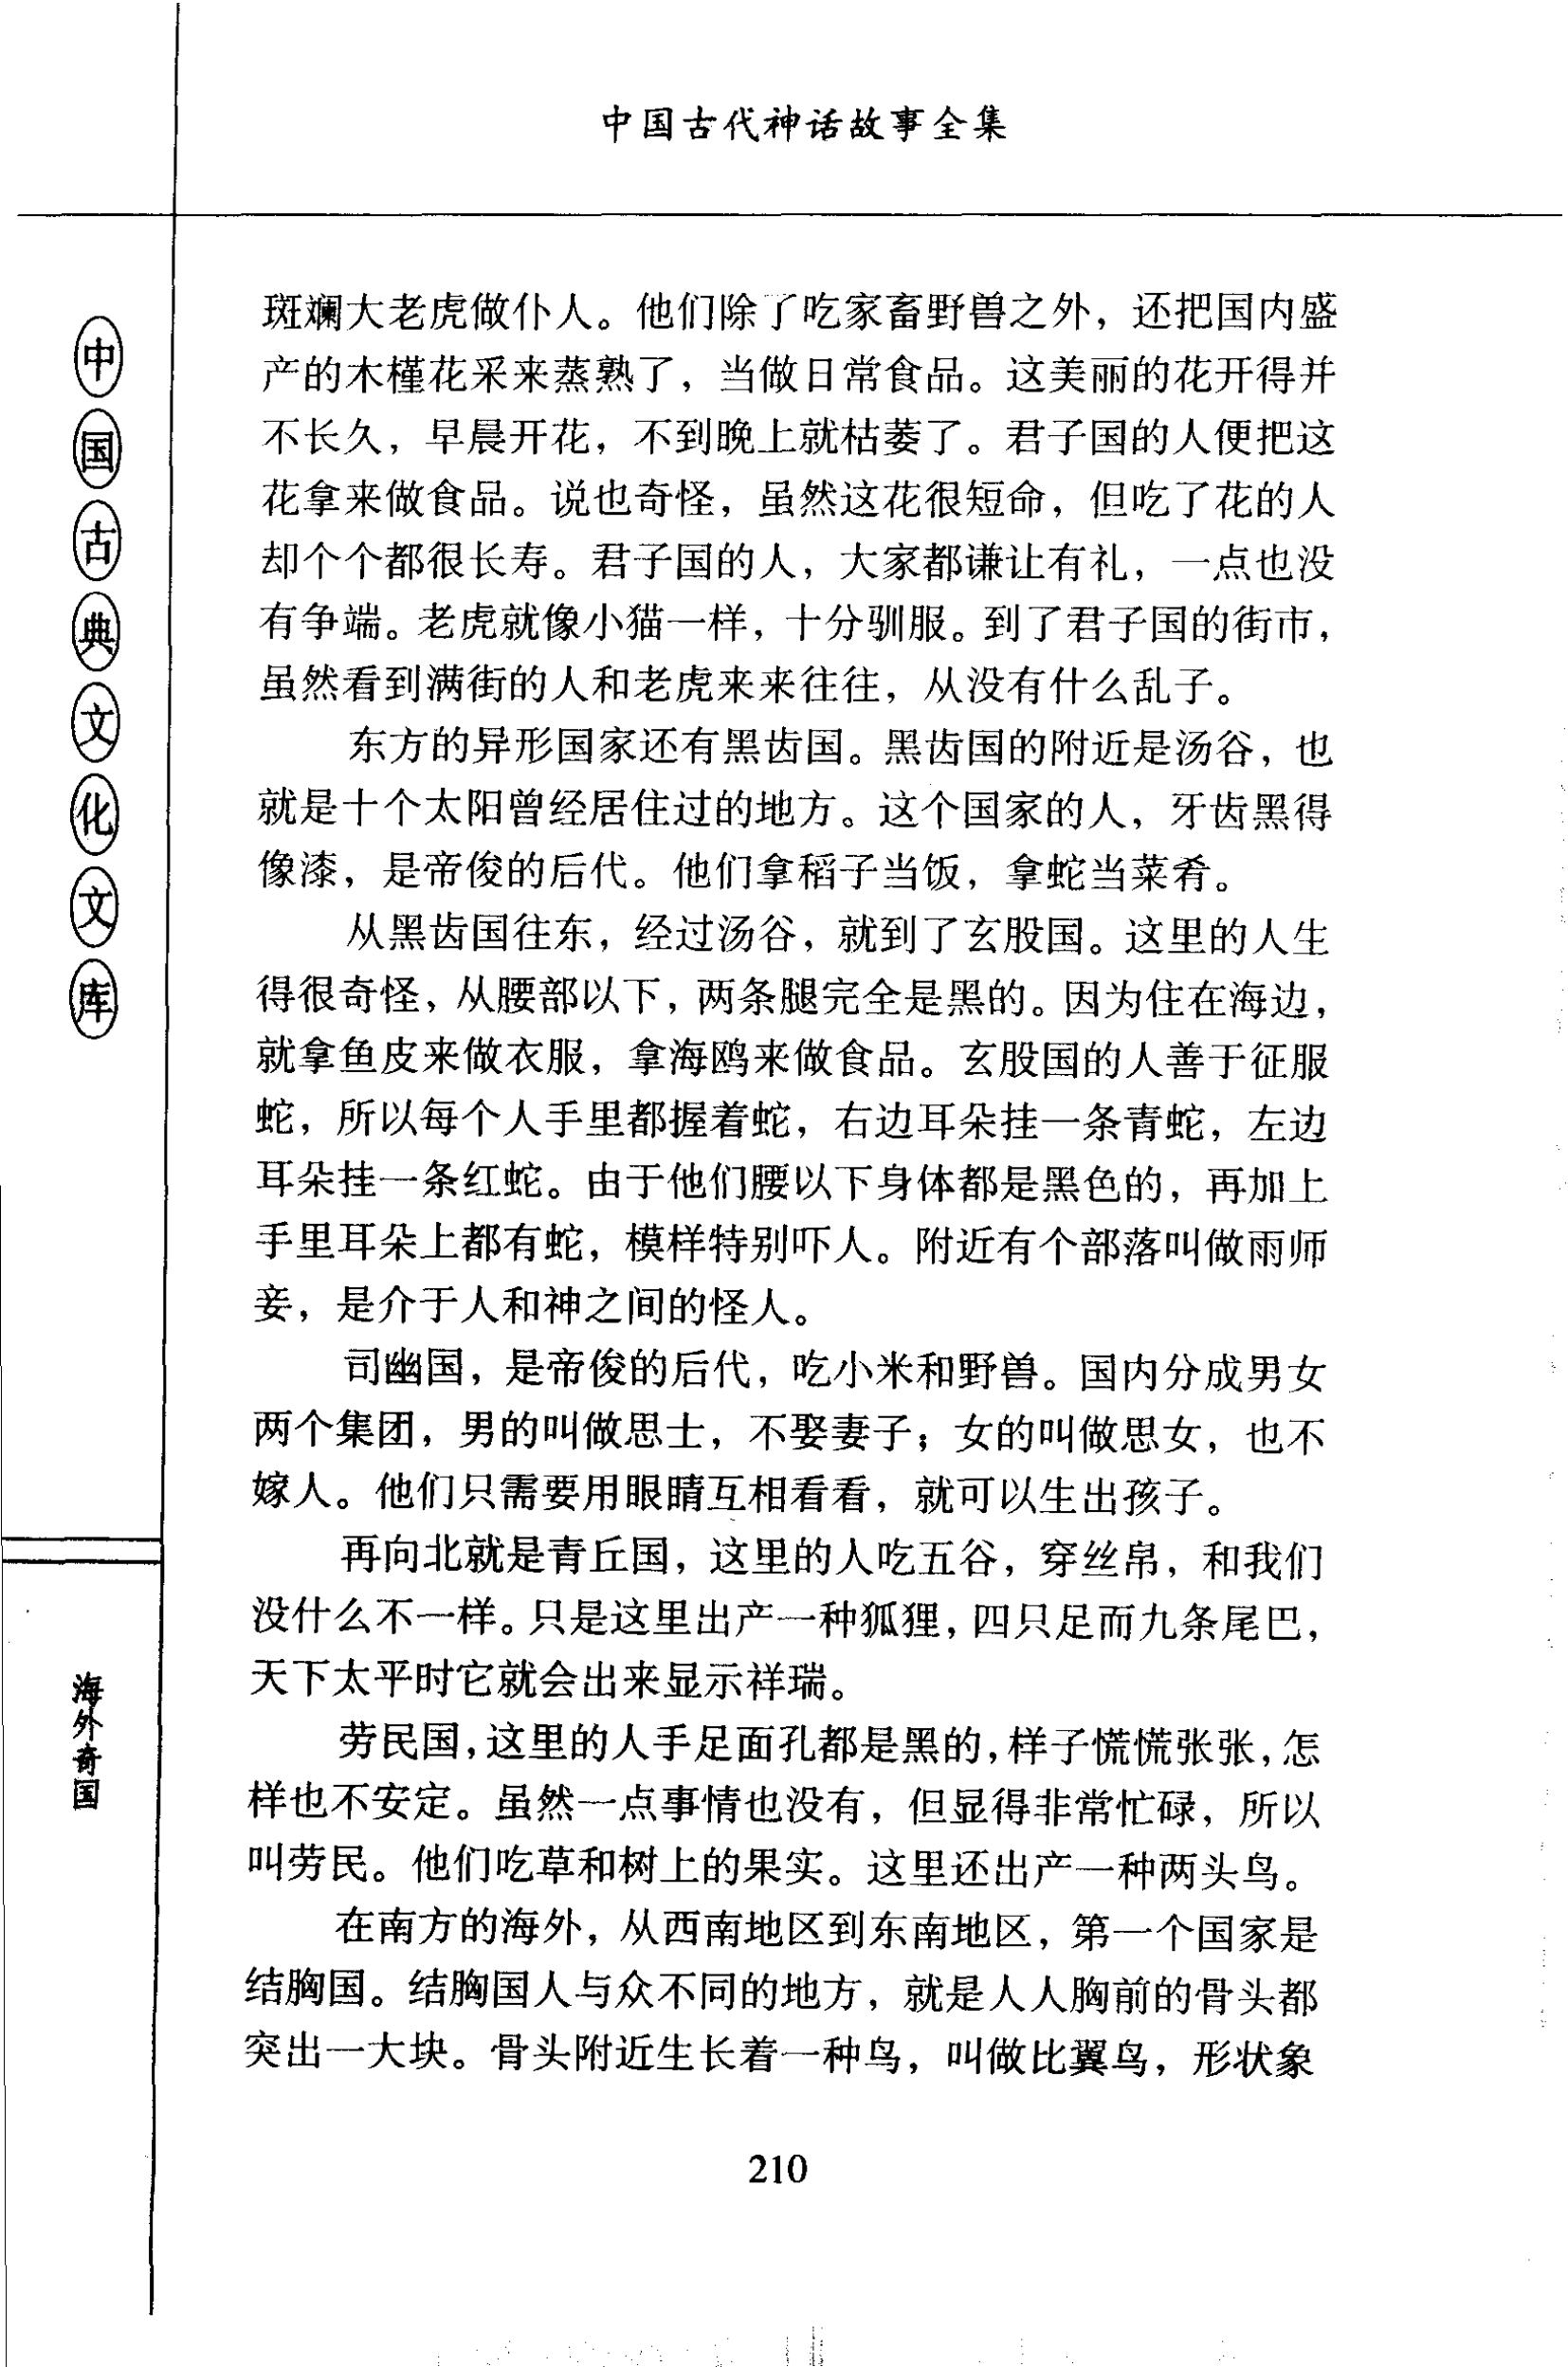 中国古代神话故事全集
中国古典文化文库
海外奇国
斑斓大老虎做仆人。他们除了吃家畜野兽之外，还把国内盛
产的木槿花采来蒸熟了，当做日常食品。这美丽的花开得并
不长久，早晨开花，不到晚上就枯萎了。君子国的人便把这
花拿来做食品。说也奇怪，虽然这花很短命，但吃了花的人
却个个都很长寿。君子国的人，大家都谦让有礼，一点也没
有争端。老虎就像小猫一样，十分驯服。到了君子国的街市，
虽然看到满街的人和老虎来来往往，从没有什么乱子。
东方的异形国家还有黑齿国。黑齿国的附近是汤谷，也
就是十个太阳曾经居住过的地方。这个国家的人，牙齿黑得
像漆，是帝俊的后代。他们拿稻子当饭，拿蛇当菜肴。
从黑齿国往东，经过汤谷，就到了玄股国。这里的人生
得很奇怪，从腰部以下，两条腿完全是黑的。因为住在海边，
就拿鱼皮来做衣服，拿海鸥来做食品。玄股国的人善于征服
蛇，所以每个人手里都握着蛇，右边耳朵挂一条青蛇，左边
耳朵挂一条红蛇。由于他们腰以下身体都是黑色的，再加上
手里耳朵上都有蛇，模样特别吓人。附近有个部落叫做雨师
妾，是介于人和神之间的怪人。
司幽国，是帝俊的后代，吃小米和野兽。国内分成男女
两个集团，男的叫做思士，不娶妻子；女的叫做思女，也不
嫁人。他们只需要用眼睛互相看看，就可以生出孩子。
再向北就是青丘国，这里的人吃五谷，穿丝帛，和我们
没什么不一样。只是这里出产一种狐狸，四只足而九条尾巴，
天下太平时它就会出来显示祥瑞。
劳民国，这里的人手足面孔都是黑的，样子慌慌张张，怎
样也不安定。虽然一点事情也没有，但显得非常忙碌，所以
叫劳民。他们吃草和树上的果实。这里还出产一种两头鸟。
在南方的海外，从西南地区到东南地区，第一个国家是
结胸国。结胸国人与众不同的地方，就是人人胸前的骨头都
突出一大块。骨头附近生长着一种鸟，叫做比翼鸟，形状象
210